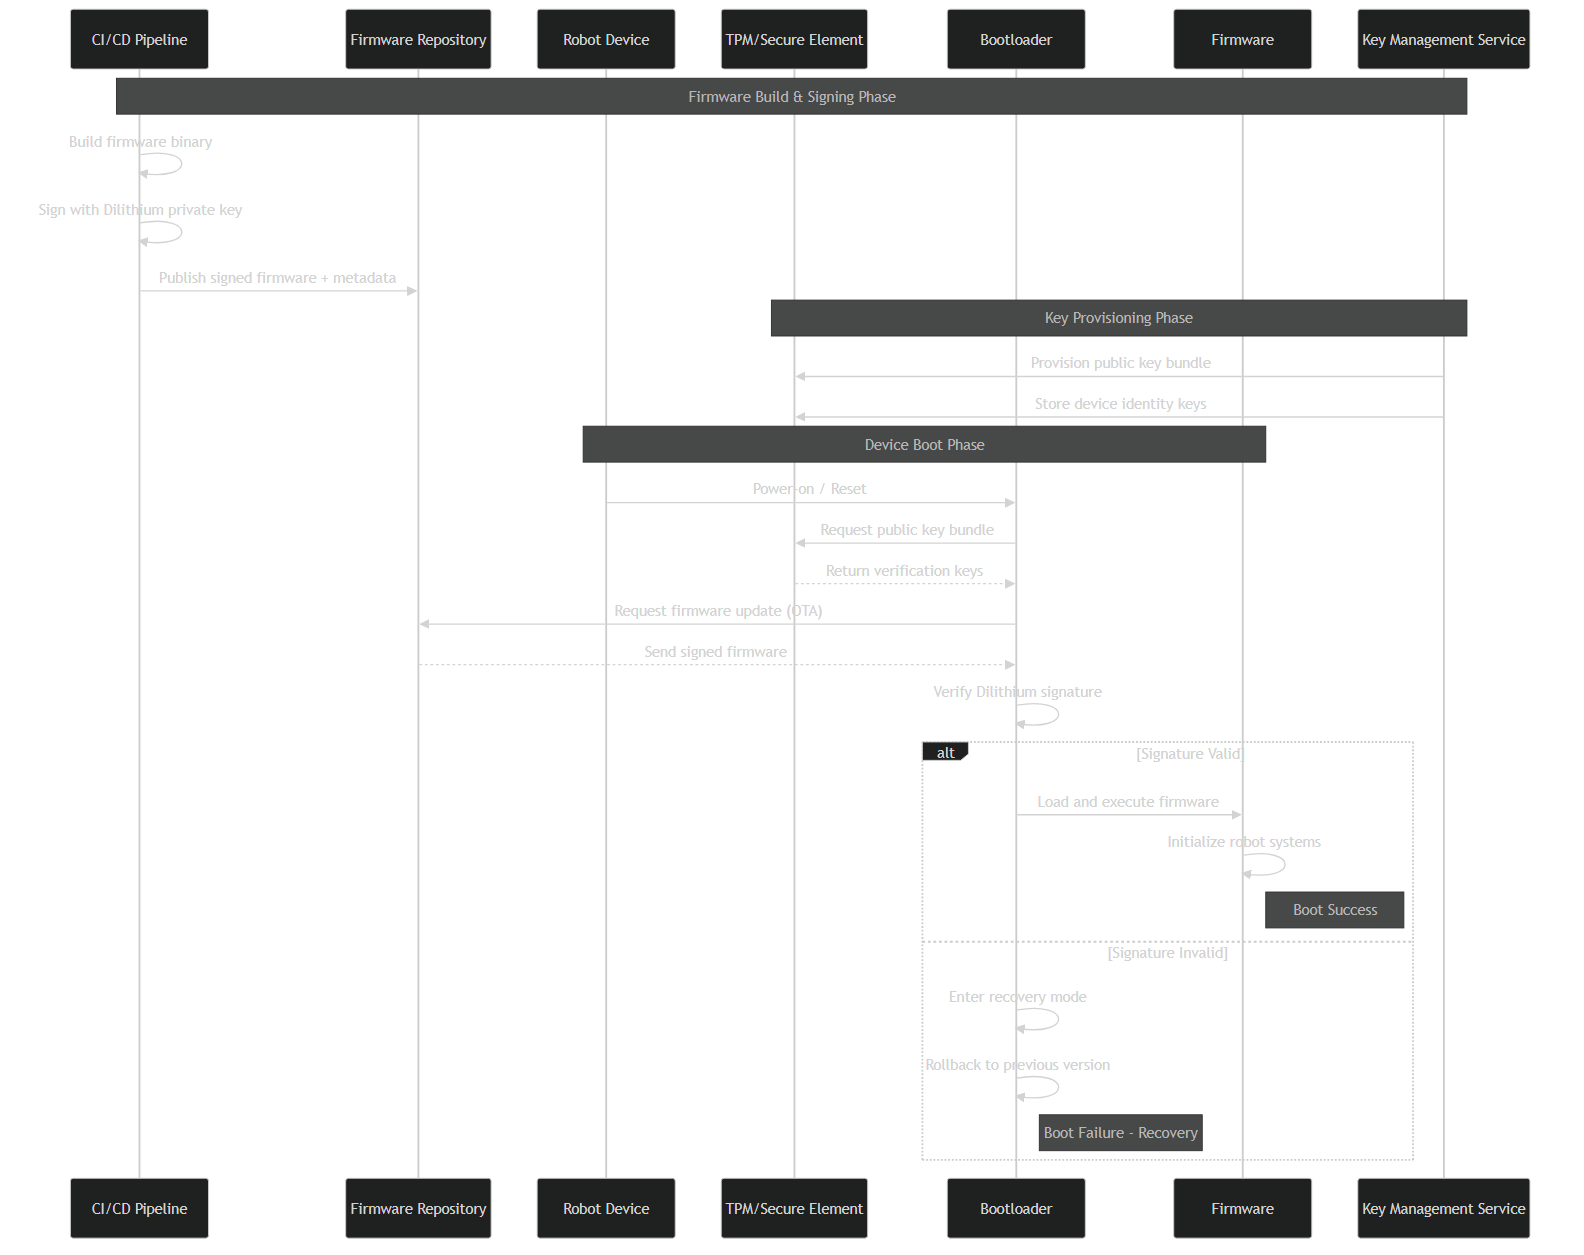 CI/CD Pipeline
Firmware Repository
Robot Device
TPM/Secure Element
Bootloader
Firmware
Key Management Service
Firmware Build & Signing Phase
Build firmware binary
Sign with Dilithium private key
Publish signed firmware + metadata
Key Provisioning Phase
Provision public key bundle
Store device identity keys
Device Boot Phase
Power-on / Reset
Request public key bundle
Return verification keys
Request firmware update (OTA)
Send signed firmware
Verify Dilithium signature
alt
[Signature Valid]
Load and execute firmware
Initialize robot systems
Boot Success
[Signature Invalid]
Enter recovery mode
Rollback to previous version
Boot Failure - Recovery
CI/CD Pipeline
Firmware Repository
Robot Device
TPM/Secure Element
Bootloader
Firmware
Key Management Service